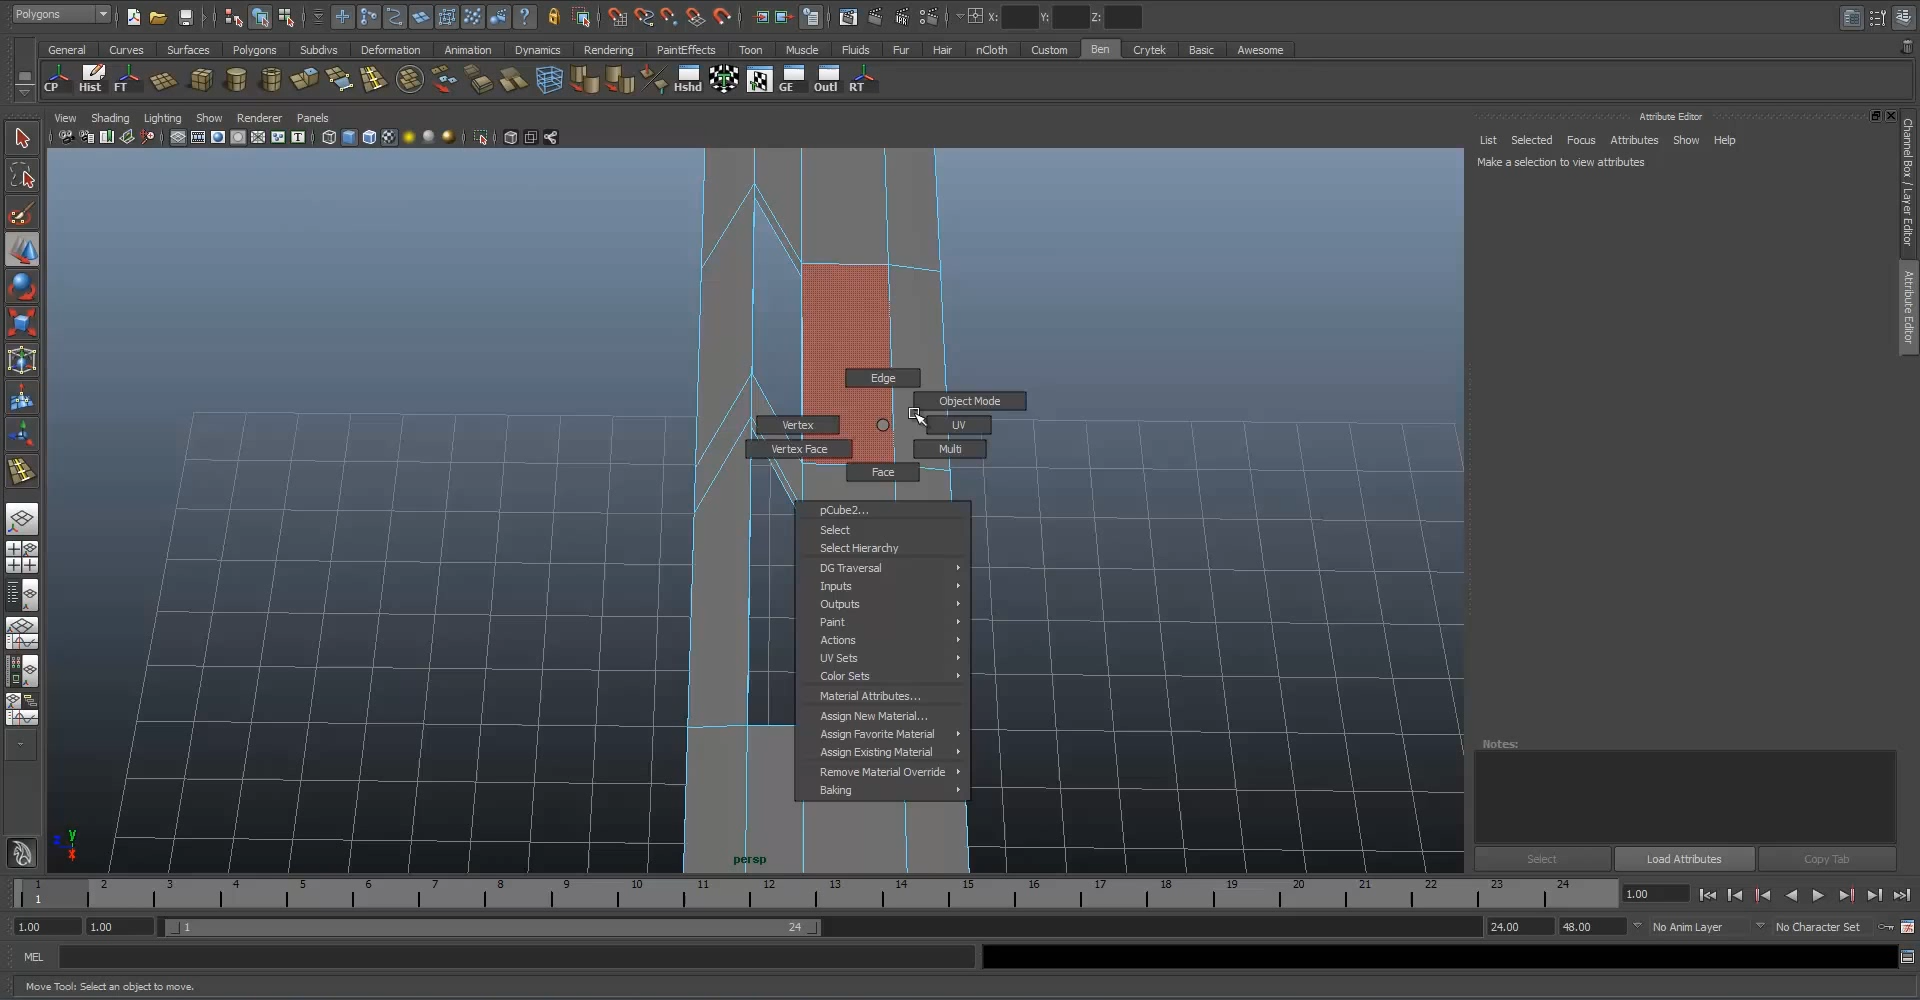 Polygons
X:
Y:
Z:
General Curves Surfaces Polygons Subdivs Deformation Animation Dynamics Rendering PaintEffects Toon Muscle Fluids Fur Hair nCloth Custom Ben Crytek Basic Awesome
CP Hist FT Hshd GE Outl RT
View Shading Lighting Show Renderer Panels
Attribute Editor
List Selected Focus Attributes Show Help
Make a selection to view attributes
Channel Box / Layer Editor
Attribute Editor
Edge
Object Mode
Vertex
UV
Vertex Face
Multi
Face
pCube2...
Select
Select Hierarchy
DG Traversal
Inputs
Outputs
Paint
Actions
UV Sets
Color Sets
Material Attributes...
Assign New Material...
Assign Favorite Material
Assign Existing Material
Remove Material Override
Baking
Notes:
y
x
persp
Select
Load Attributes
Copy Tab
1 2 3 4 5 6 7 8 9 10 11 12 13 14 15 16 17 18 19 20 21 22 23 24
1
1.00
1.00
1.00
1
24
24.00
48.00
No Anim Layer
No Character Set
MEL
Move Tool: Select an object to move.